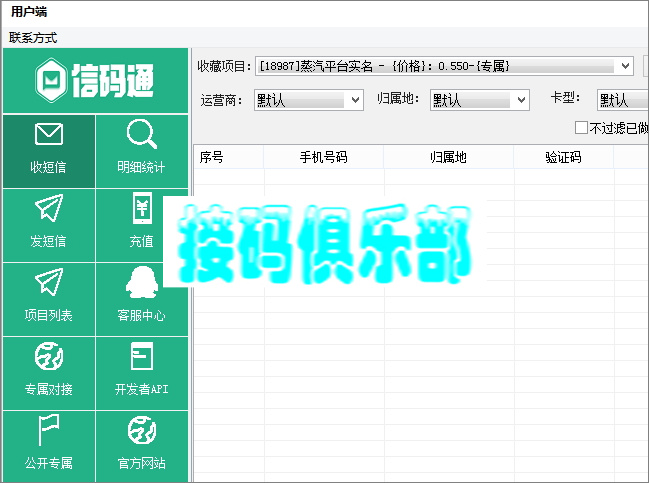 用户端
联系方式
信码通
收藏项目: [18987]蒸汽平台实名 - {价格}: 0.550-{专属}
运营商: 默认 归属地: 默认 卡型: 默认
不过滤已做
收短信 明细统计
序号 手机号码 归属地 验证码
发短信 充值
接码俱乐部
项目列表 客服中心
专属对接 开发者API
公开专属 官方网站